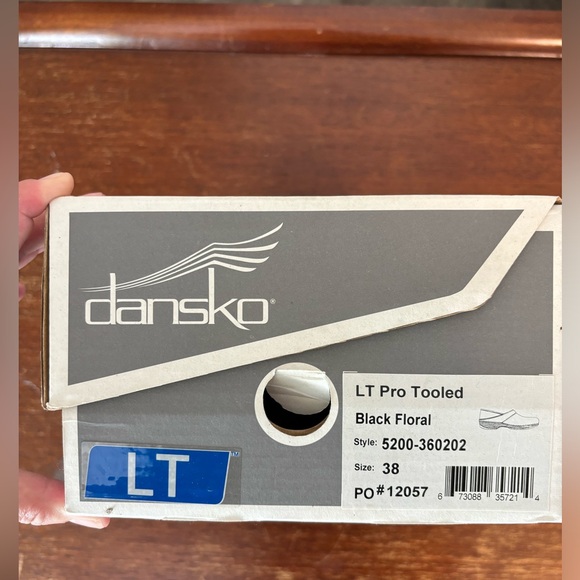 dansko®
LT Pro Tooled
Black Floral
Style: 5200-360202
Size: 38
PO#12057
6 73088 35721 4
LT